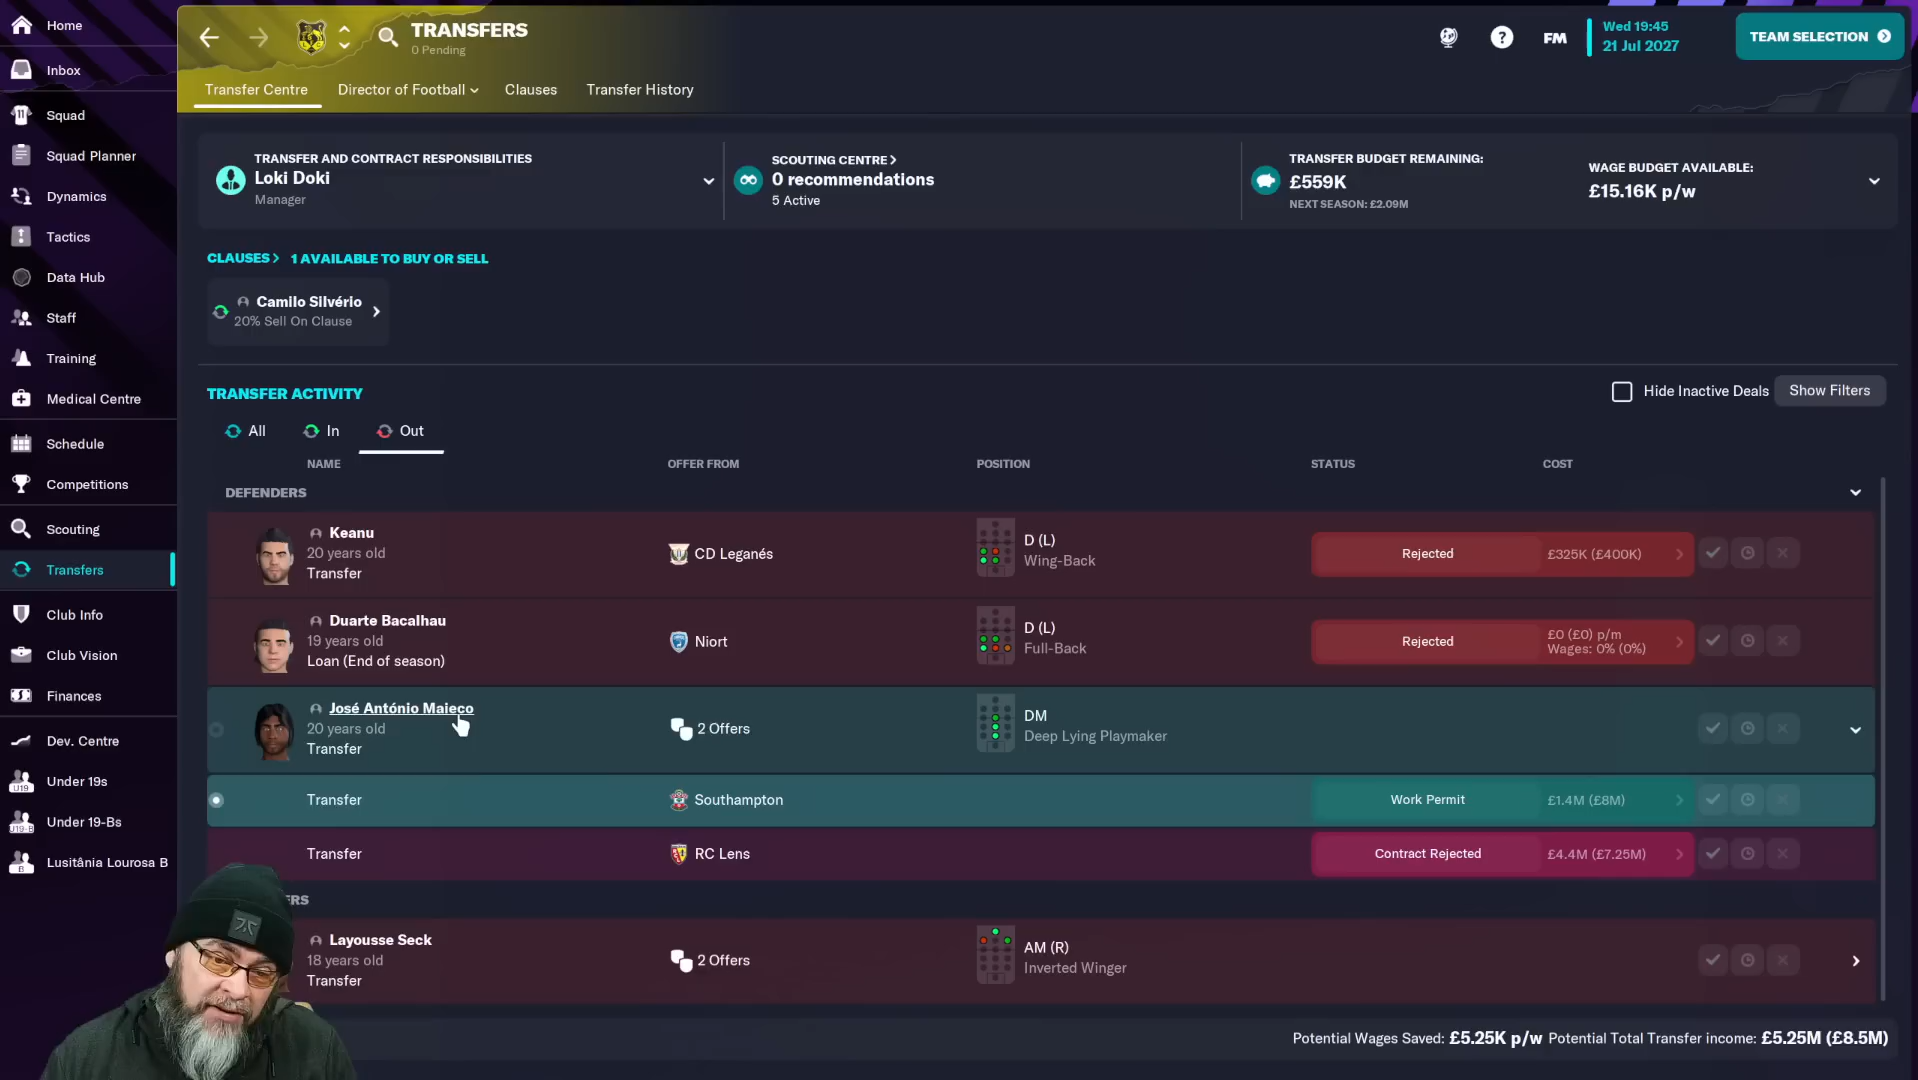 Home
Inbox
Squad
Squad Planner
Dynamics
Tactics
Data Hub
Staff
Training
Medical Centre
Schedule
Competitions
Scouting
Transfers
Club Info
Club Vision
Finances
Dev. Centre
U19 Under 19s
U19-B Under 19-Bs
B Lusitânia Lourosa B
TRANSFERS
0 Pending
FM
Wed 19:45
21 Jul 2027
TEAM SELECTION
Transfer Centre Director of Football Clauses Transfer History
TRANSFER AND CONTRACT RESPONSIBILITIES
Loki Doki
Manager
SCOUTING CENTRE >
0 recommendations
5 Active
TRANSFER BUDGET REMAINING:
£559K
NEXT SEASON: £2.09M
WAGE BUDGET AVAILABLE:
£15.16K p/w
CLAUSES > 1 AVAILABLE TO BUY OR SELL
Camilo Silvério
20% Sell On Clause
TRANSFER ACTIVITY
Hide Inactive Deals Show Filters
All In Out
NAME OFFER FROM POSITION STATUS COST
DEFENDERS
Keanu
20 years old
Transfer
CD Leganés
D (L)
Wing-Back
Rejected £325K (£400K)
Duarte Bacalhau
19 years old
Loan (End of season)
Niort
D (L)
Full-Back
Rejected
£0 (£0) p/m
Wages: 0% (0%)
José António Maieco
20 years old
Transfer
2 Offers
DM
Deep Lying Playmaker
Transfer Southampton Work Permit £1.4M (£8M)
Transfer RC Lens Contract Rejected £4.4M (£7.25M)
ERS
Layousse Seck
18 years old
Transfer
2 Offers
AM (R)
Inverted Winger
Potential Wages Saved: £5.25K p/w Potential Total Transfer income: £5.25M (£8.5M)